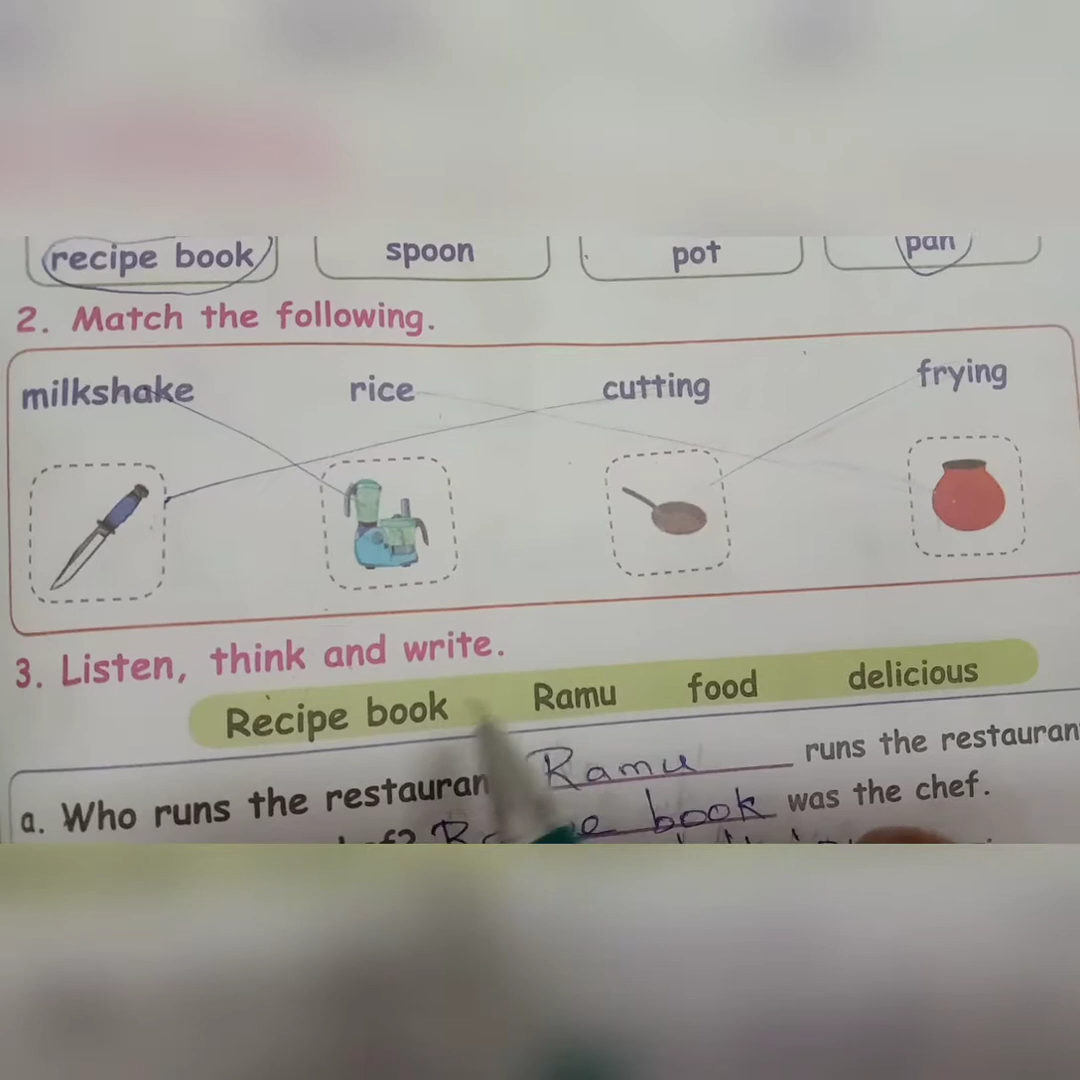 recipe book spoon pot pan
2. Match the following.
milkshake rice cutting frying
3. Listen, think and write.
Recipe book Ramu food delicious
a. Who runs the restauran Ramu runs the restauran
book was the chef.